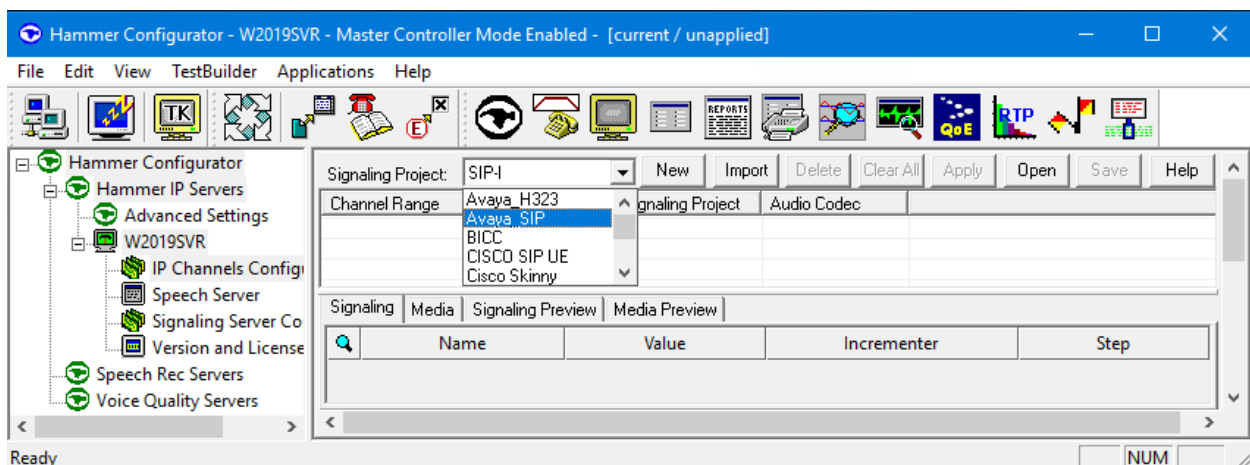 Hammer Configurator - W2019SVR - Master Controller Mode Enabled - [current / unapplied]
File Edit View TestBuilder Applications Help
TK
E
REPORTS
QoE
RTP
Hammer Configurator
Hammer IP Servers
Advanced Settings
W2019SVR
IP Channels Configu
Speech Server
Signaling Server Co
Version and License
Speech Rec Servers
Voice Quality Servers
Signaling Project: SIP-I New Import Delete Clear All Apply Open Save Help
Channel Range gnaling Project Audio Codec
Avaya_H323
Avaya_SIP
BICC
CISCO SIP UE
Cisco Skinny
Signaling Media Signaling Preview Media Preview
Name Value Incrementer Step
Ready NUM